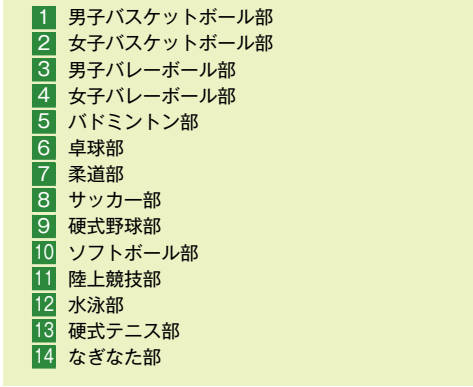 1 男子バスケットボール部
2 女子バスケットボール部
3 男子バレーボール部
4 女子バレーボール部
5 バドミントン部
6 卓球部
7 柔道部
8 サッカー部
9 硬式野球部
10 ソフトボール部
11 陸上競技部
12 水泳部
13 硬式テニス部
14 なぎなた部